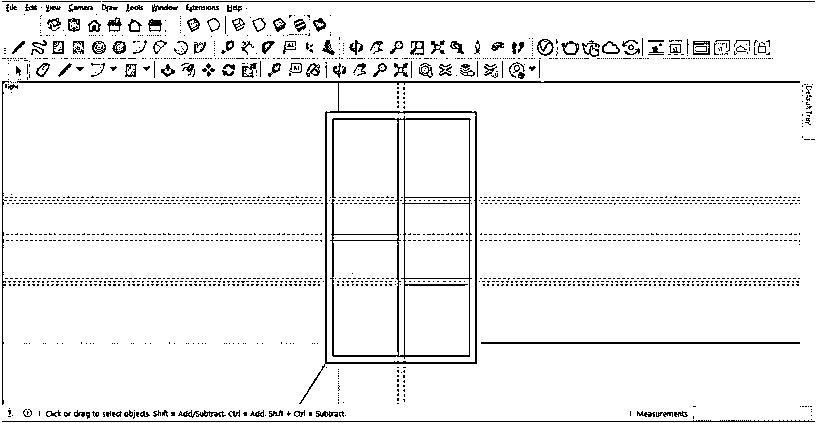 File Edit View Camera Draw Tools Window Extensions Help
Right
Default Tray
Click or drag to select objects. Shift = Add/Subtract. Ctrl = Add. Shift + Ctrl = Subtract.
Measurements